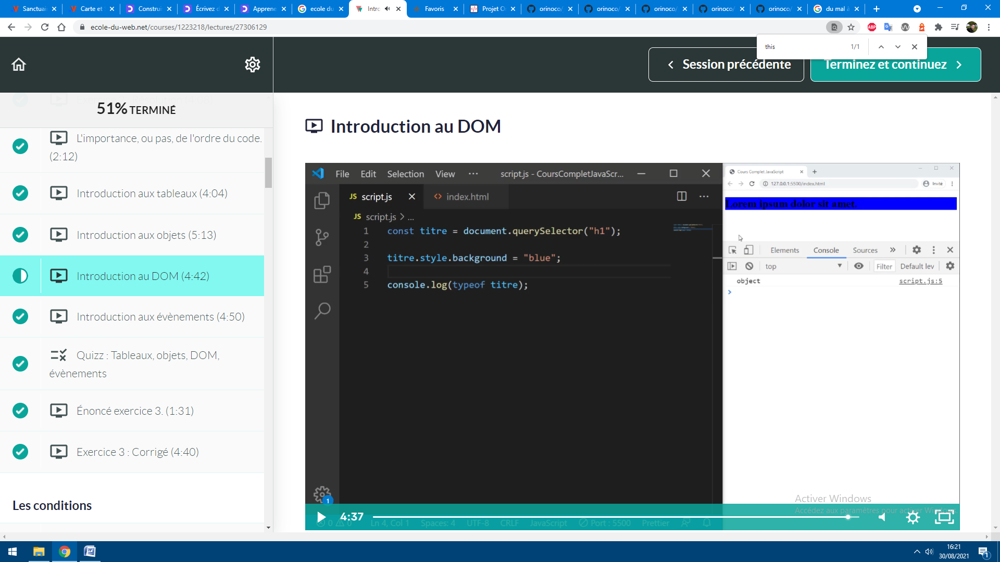 Sanctuai
Carte et
Construi
Écrivez d
Apprene
ecole du
Intro
Favoris
Projet O
orinoco/
orinoco/
orinoco/
orinoco/
orinoco/
du mal à
ecole-du-web.net/courses/1223218/lectures/27306129
this 1/1
Session précédente
Terminez et continuez
51% TERMINÉ
L'importance, ou pas, de l'ordre du code.
(2:12)
Introduction aux tableaux (4:04)
Introduction aux objets (5:13)
Introduction au DOM (4:42)
Introduction aux évènements (4:50)
Quizz : Tableaux, objets, DOM,
évènements
Énoncé exercice 3. (1:31)
Exercice 3 : Corrigé (4:40)
Les conditions
Introduction au DOM
File Edit Selection View ··· script.js - CoursCompletJavaScr...
JS script.js
<> index.html
JS script.js > ...
1 const titre = document.querySelector("h1");
2
3 titre.style.background = "blue";
4
5 console.log(typeof titre);
1
Cours Complet JavaScript
127.0.0.1:5500/index.html
Invité
Lorem ipsum dolor sit amet.
Elements Console Sources »
top
Filter
Default lev
object script.js:5
Activer Windows
Accédez aux paramètres pour activer Windows.
4:37
0 0 Ln 4, Col 1 Spaces: 4 UTF-8 CRLF JavaScript Port : 5500 Prettier
ABP
16:21
30/08/2021
1